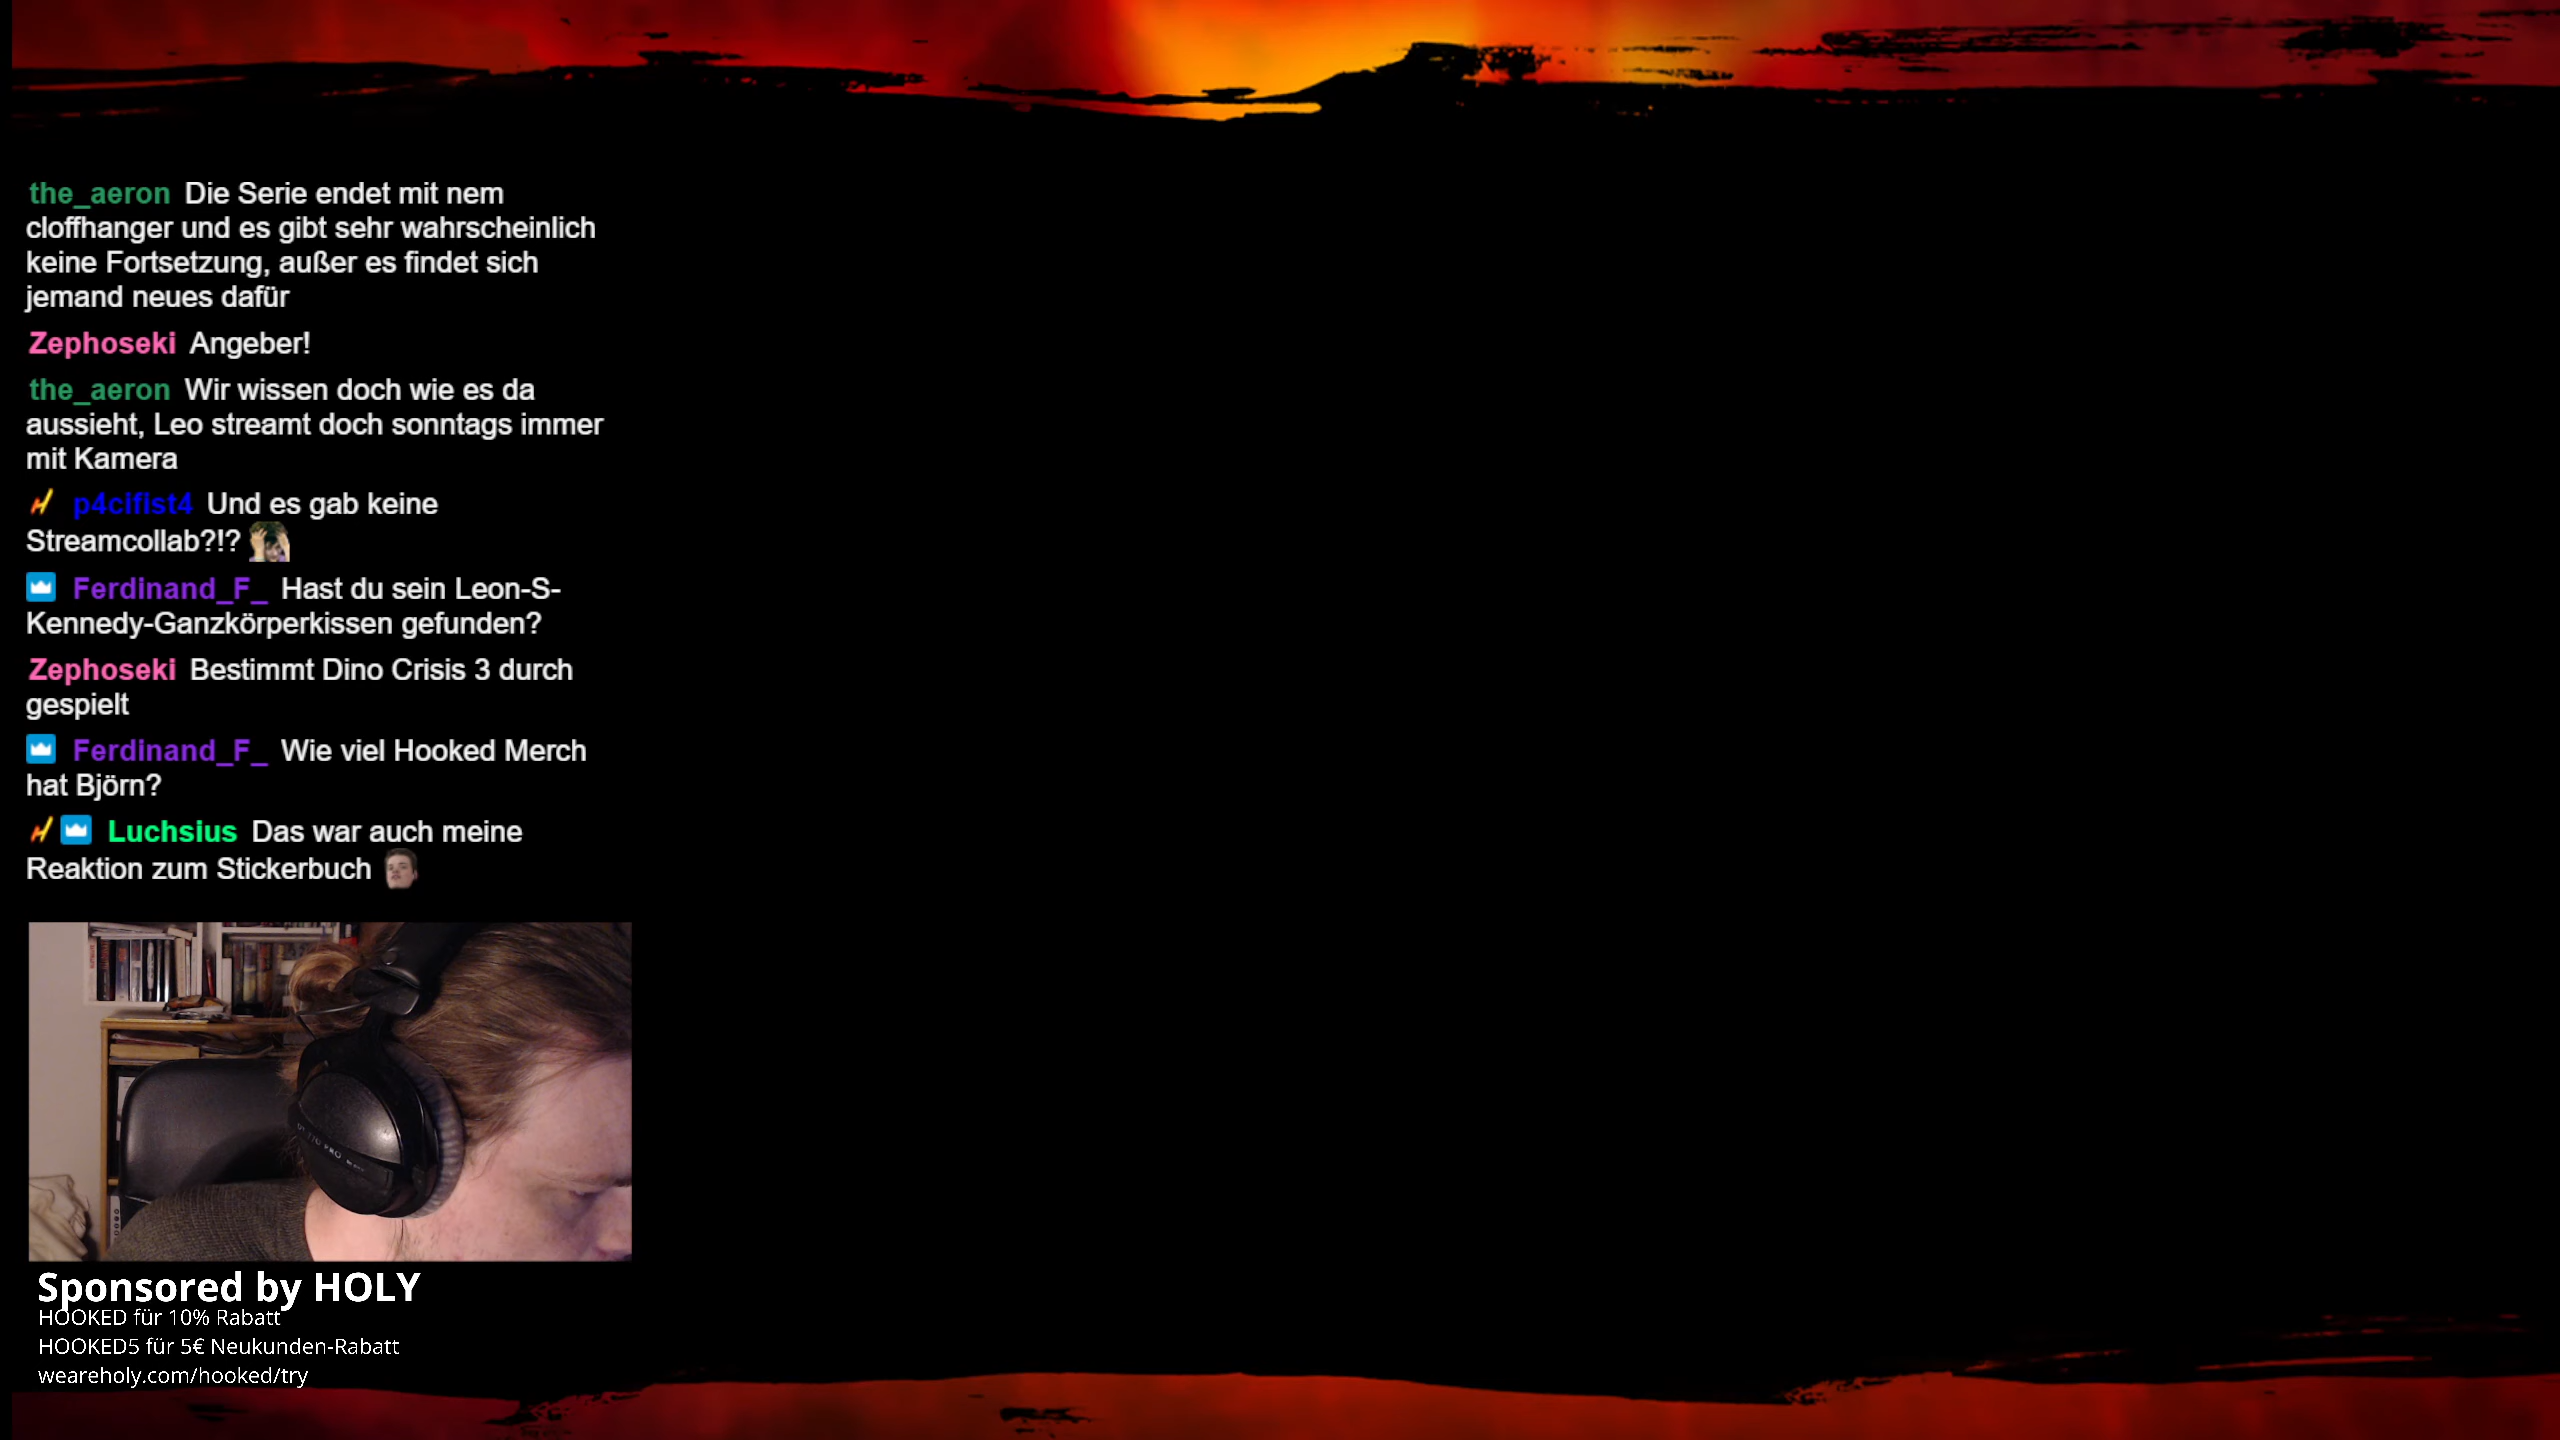 the_aeron Die Serie endet mit nem
cloffhanger und es gibt sehr wahrscheinlich
keine Fortsetzung, außer es findet sich
jemand neues dafür
Zephoseki Angeber!
the_aeron Wir wissen doch wie es da
aussieht, Leo streamt doch sonntags immer
mit Kamera
p4cifist4 Und es gab keine
Streamcollab?!?
Ferdinand_F_ Hast du sein Leon-S-
Kennedy-Ganzkörperkissen gefunden?
Zephoseki Bestimmt Dino Crisis 3 durch
gespielt
Ferdinand_F_ Wie viel Hooked Merch
hat Björn?
Luchsius Das war auch meine
Reaktion zum Stickerbuch
DT 770 PRO
Sponsored by HOLY
HOOKED für 10% Rabatt
HOOKED5 für 5€ Neukunden-Rabatt
weareholy.com/hooked/try